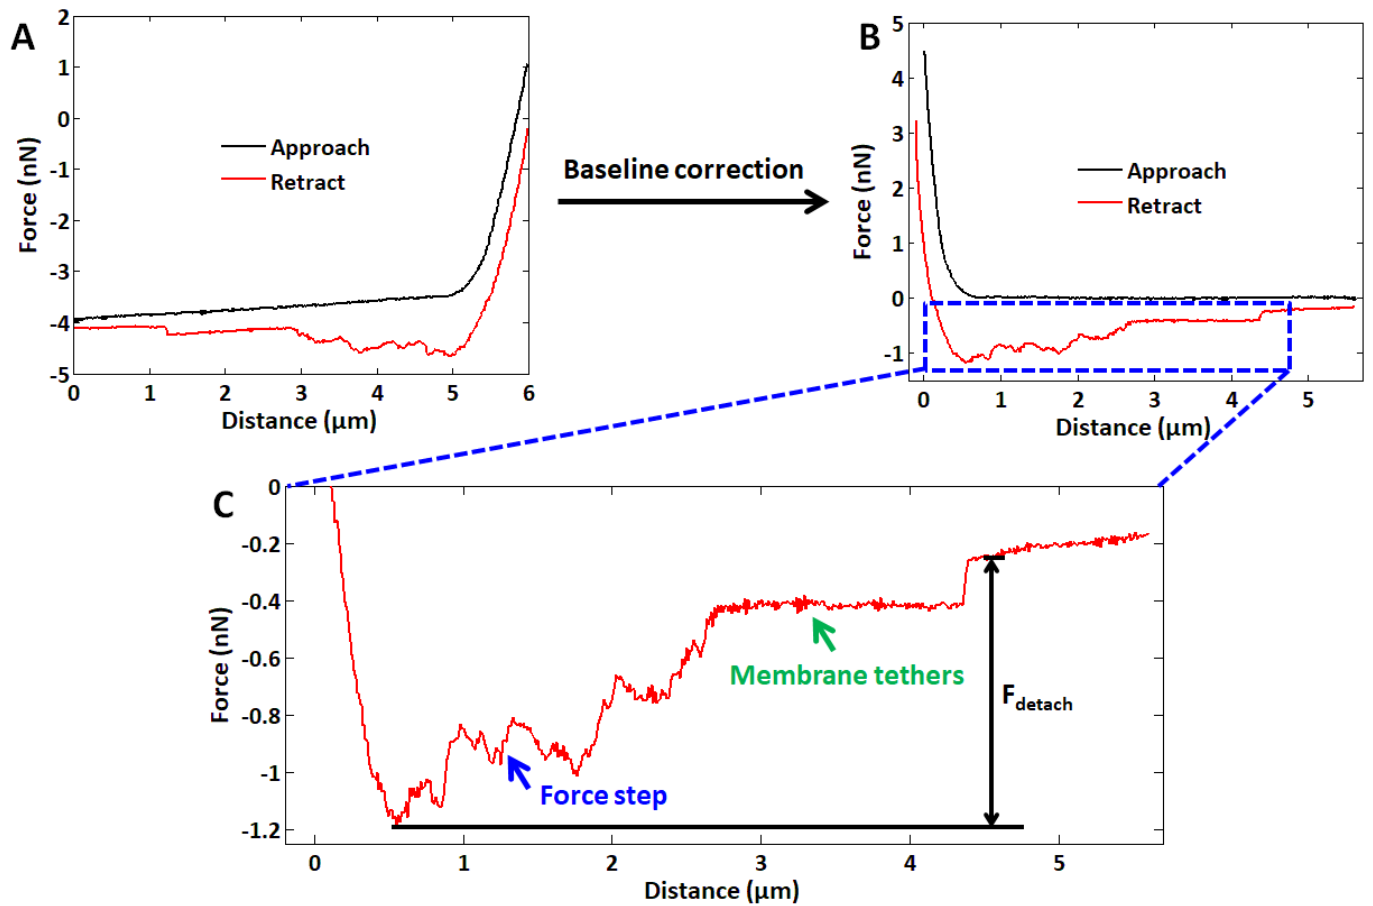 A
2
1
0
-1
-2
-3
-4
-5
0 1 2 3 4 5 6
Force (nN)
Distance (µm)
Approach
Retract
Baseline correction
B
5
4
3
2
1
0
-1
0 1 2 3 4 5
Force (nN)
Distance (µm)
Approach
Retract
C
0
-0.2
-0.4
-0.6
-0.8
-1
-1.2
0 1 2 3 4 5
Force (nN)
Distance (µm)
Membrane tethers
Force step
Fdetach